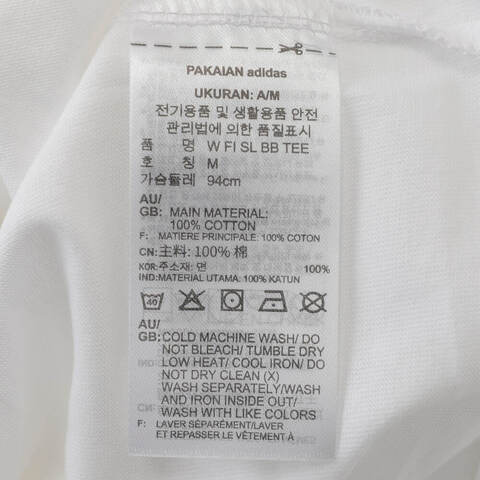 PAKAIAN adidas
UKURAN: A/M
전기용품 및 생활용품 안전
관리법에 의한 품질표시
품 명 W FI SL BB TEE
호 칭 M
가슴둘레 94cm
AU/
GB: MAIN MATERIAL:
100% COTTON
F: MATIERE PRINCIPALE: 100% COTON
CN: 主料: 100% 棉
KOR: 주소재: 면 100%
IND: MATERIAL UTAMA: 100% KATUN
40
AU/
GB: COLD MACHINE WASH/ DO
NOT BLEACH/ TUMBLE DRY
LOW HEAT/ COOL IRON/ DO
NOT DRY CLEAN (X)
WASH SEPARATELY/WASH
AND IRON INSIDE OUT/
WASH WITH LIKE COLORS
F: LAVER SÉPARÉMENT/LAVER
ET REPASSER LE VÊTEMENT À